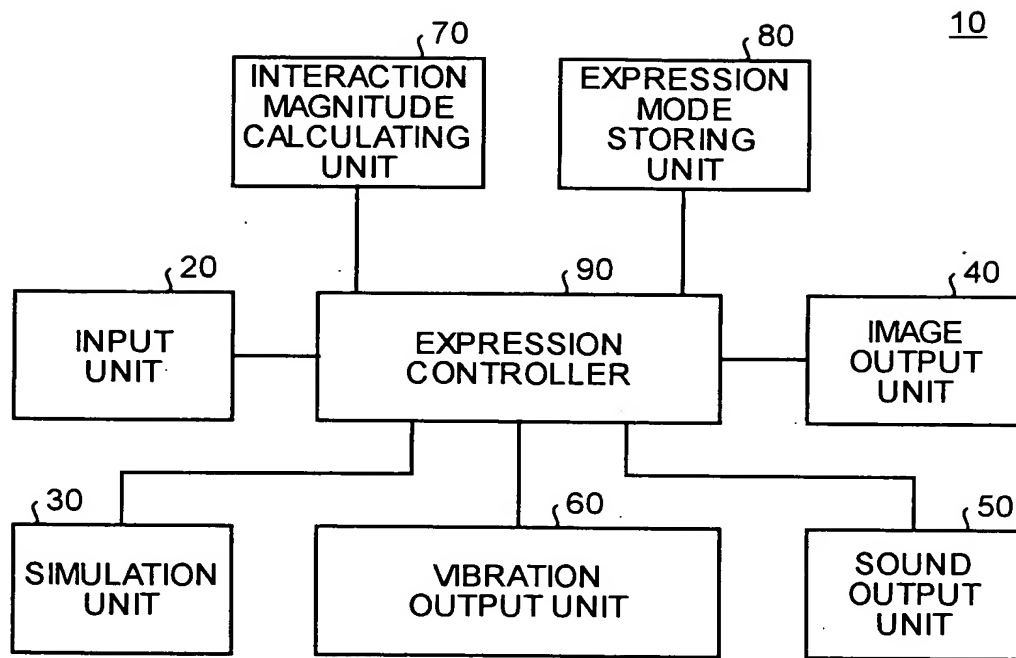 10
70
INTERACTION
MAGNITUDE
CALCULATING
UNIT
80
EXPRESSION
MODE
STORING
UNIT
20
INPUT
UNIT
90
EXPRESSION
CONTROLLER
40
IMAGE
OUTPUT
UNIT
30
SIMULATION
UNIT
60
VIBRATION
OUTPUT UNIT
50
SOUND
OUTPUT
UNIT